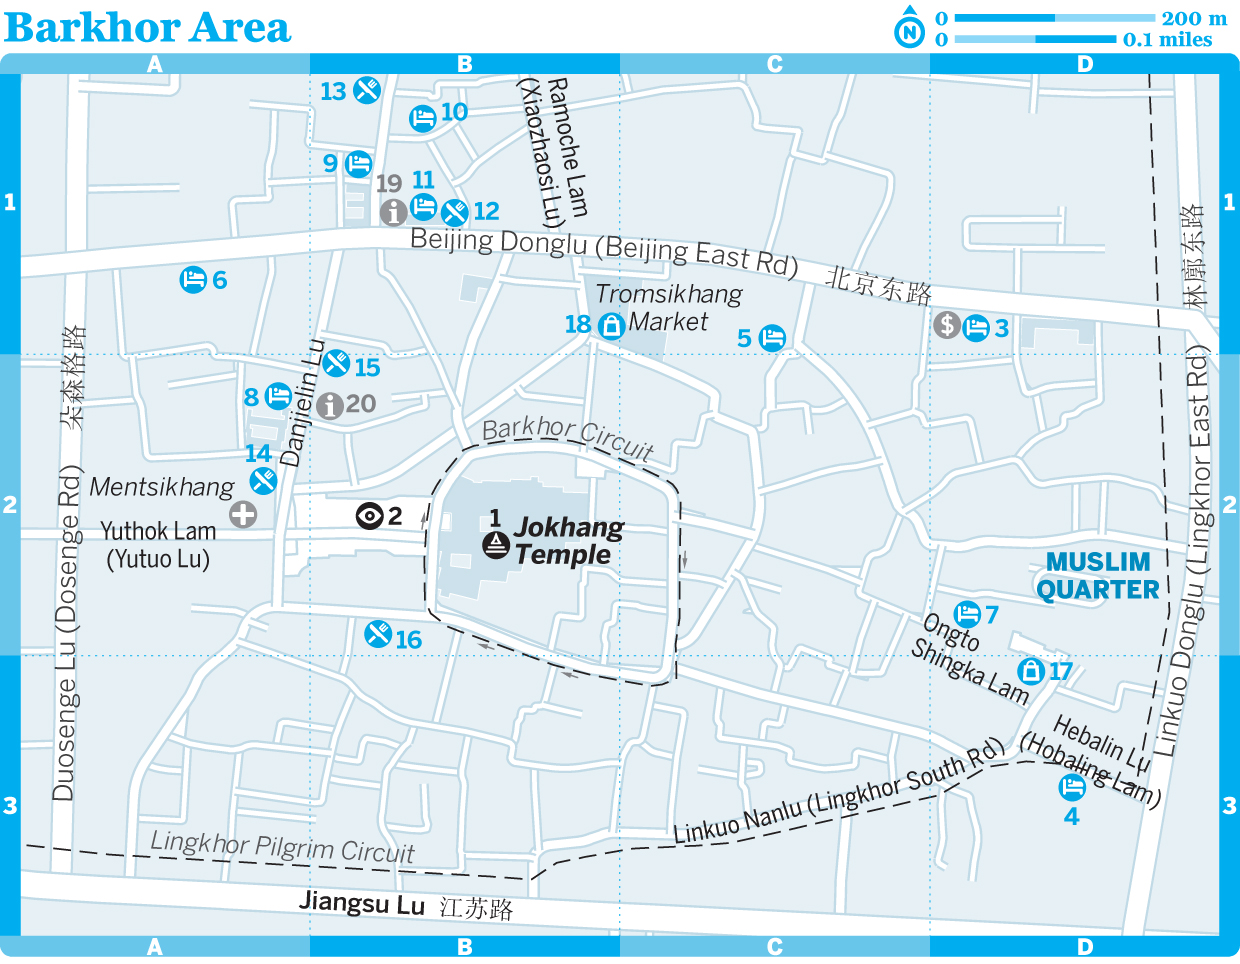 Barkhor Area
N
0 200 m
0 0.1 miles
A B C D
13
10
Ramoche Lam
(Xiaozhaosi Lu)
9
19
11
12
1
1
林廓东路
Beijing Donglu (Beijing East Rd) 北京东路
6
Tromsikhang
Market
18
5
$
3
朵森格路
15
8
20
Danjielin Lu
Barkhor Circuit
14
Mentsikhang
2
2
2
1
Jokhang
Temple
Yuthok Lam
(Yutuo Lu)
MUSLIM
QUARTER
Duosenge Lu (Dosenge Rd)
Linkuo Donglu (Lingkhor East Rd)
7
16
Ongto
Shingka Lam
17
Hebalin Lu
(Hobaling Lam)
Linkuo Nanlu (Lingkhor South Rd)
4
3
3
Lingkhor Pilgrim Circuit
Jiangsu Lu 江苏路
A B C D